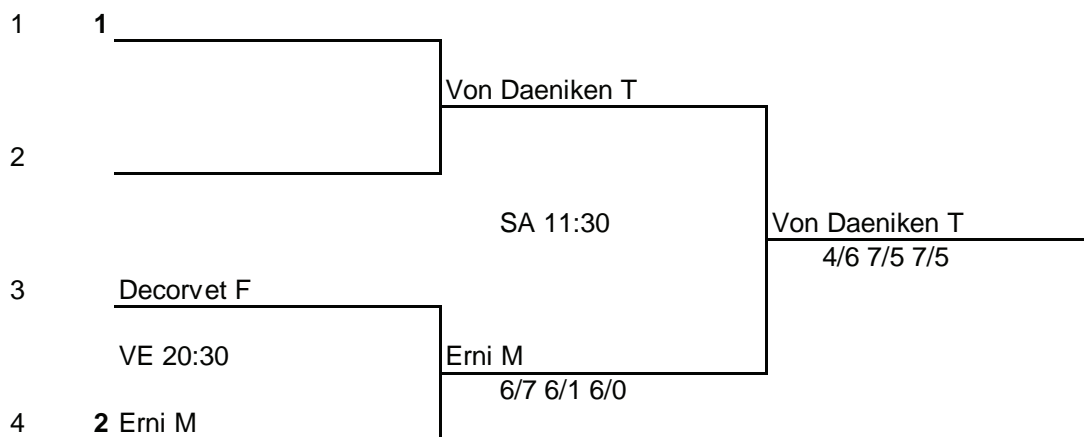 1 1
Von Daeniken T
2
SA 11:30
Von Daeniken T
4/6 7/5 7/5
3 Decorvet F
VE 20:30
Erni M
6/7 6/1 6/0
4 2 Erni M